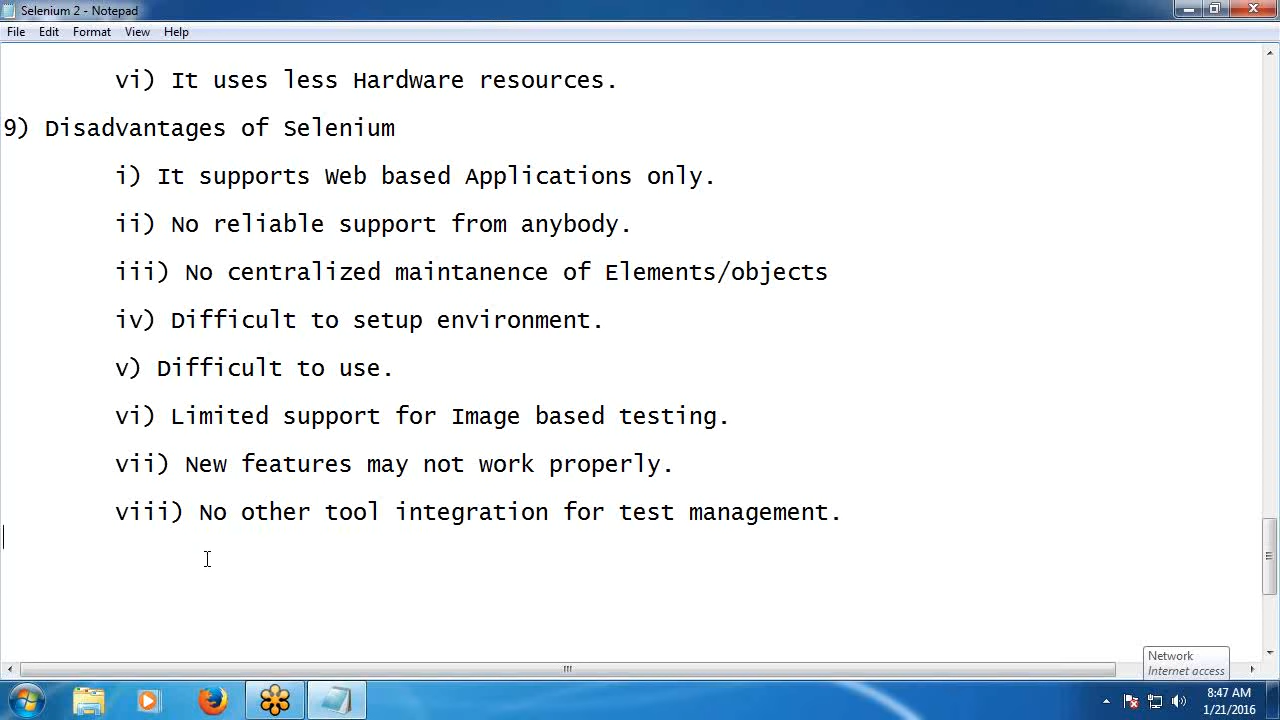 Selenium 2 - Notepad
File Edit Format View Help
vi) It uses less Hardware resources.
9) Disadvantages of Selenium
i) It supports Web based Applications only.
ii) No reliable support from anybody.
iii) No centralized maintanence of Elements/objects
iv) Difficult to setup environment.
v) Difficult to use.
vi) Limited support for Image based testing.
vii) New features may not work properly.
viii) No other tool integration for test management.
Network
Internet access
8:47 AM
1/21/2016